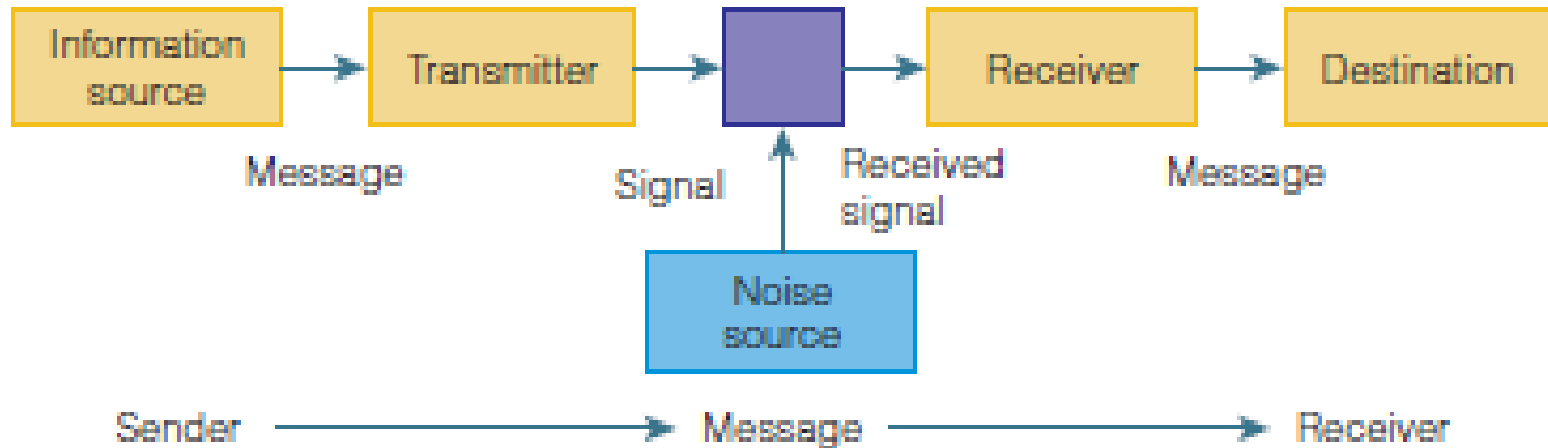 Information
source
Transmitter
Receiver
Destination
Message
Signal
Received
signal
Message
Noise
source
Sender
Message
Receiver